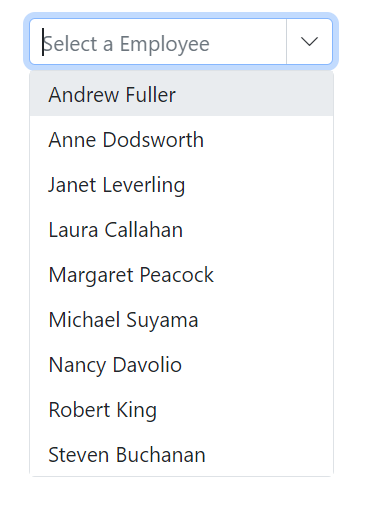 Select a Employee
Andrew Fuller
Anne Dodsworth
Janet Leverling
Laura Callahan
Margaret Peacock
Michael Suyama
Nancy Davolio
Robert King
Steven Buchanan